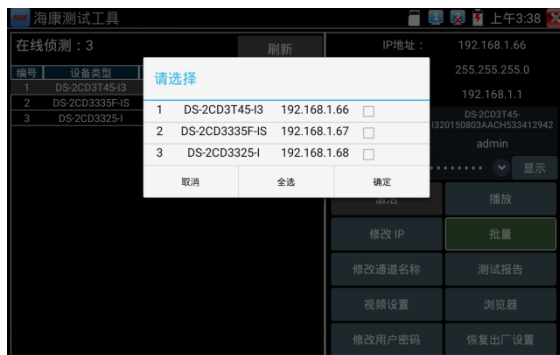 海康测试工具
上午3:38
在线侦测：3
刷新
编号 设备类型
1 DS-2CD3T45-I3
2 DS-2CD3335F-IS
3 DS-2CD3325-I
请选择
1 DS-2CD3T45-I3 192.168.1.66
2 DS-2CD3335F-IS 192.168.1.67
3 DS-2CD3325-I 192.168.1.68
取消 全选 确定
IP地址： 192.168.1.66
255.255.255.0
192.168.1.1
DS-2CD3T45-
I320150803AACH533412942
admin
显示
激活 播放
修改 IP 批量
修改通道名称 测试报告
视频设置 浏览器
修改用户密码 恢复出厂设置